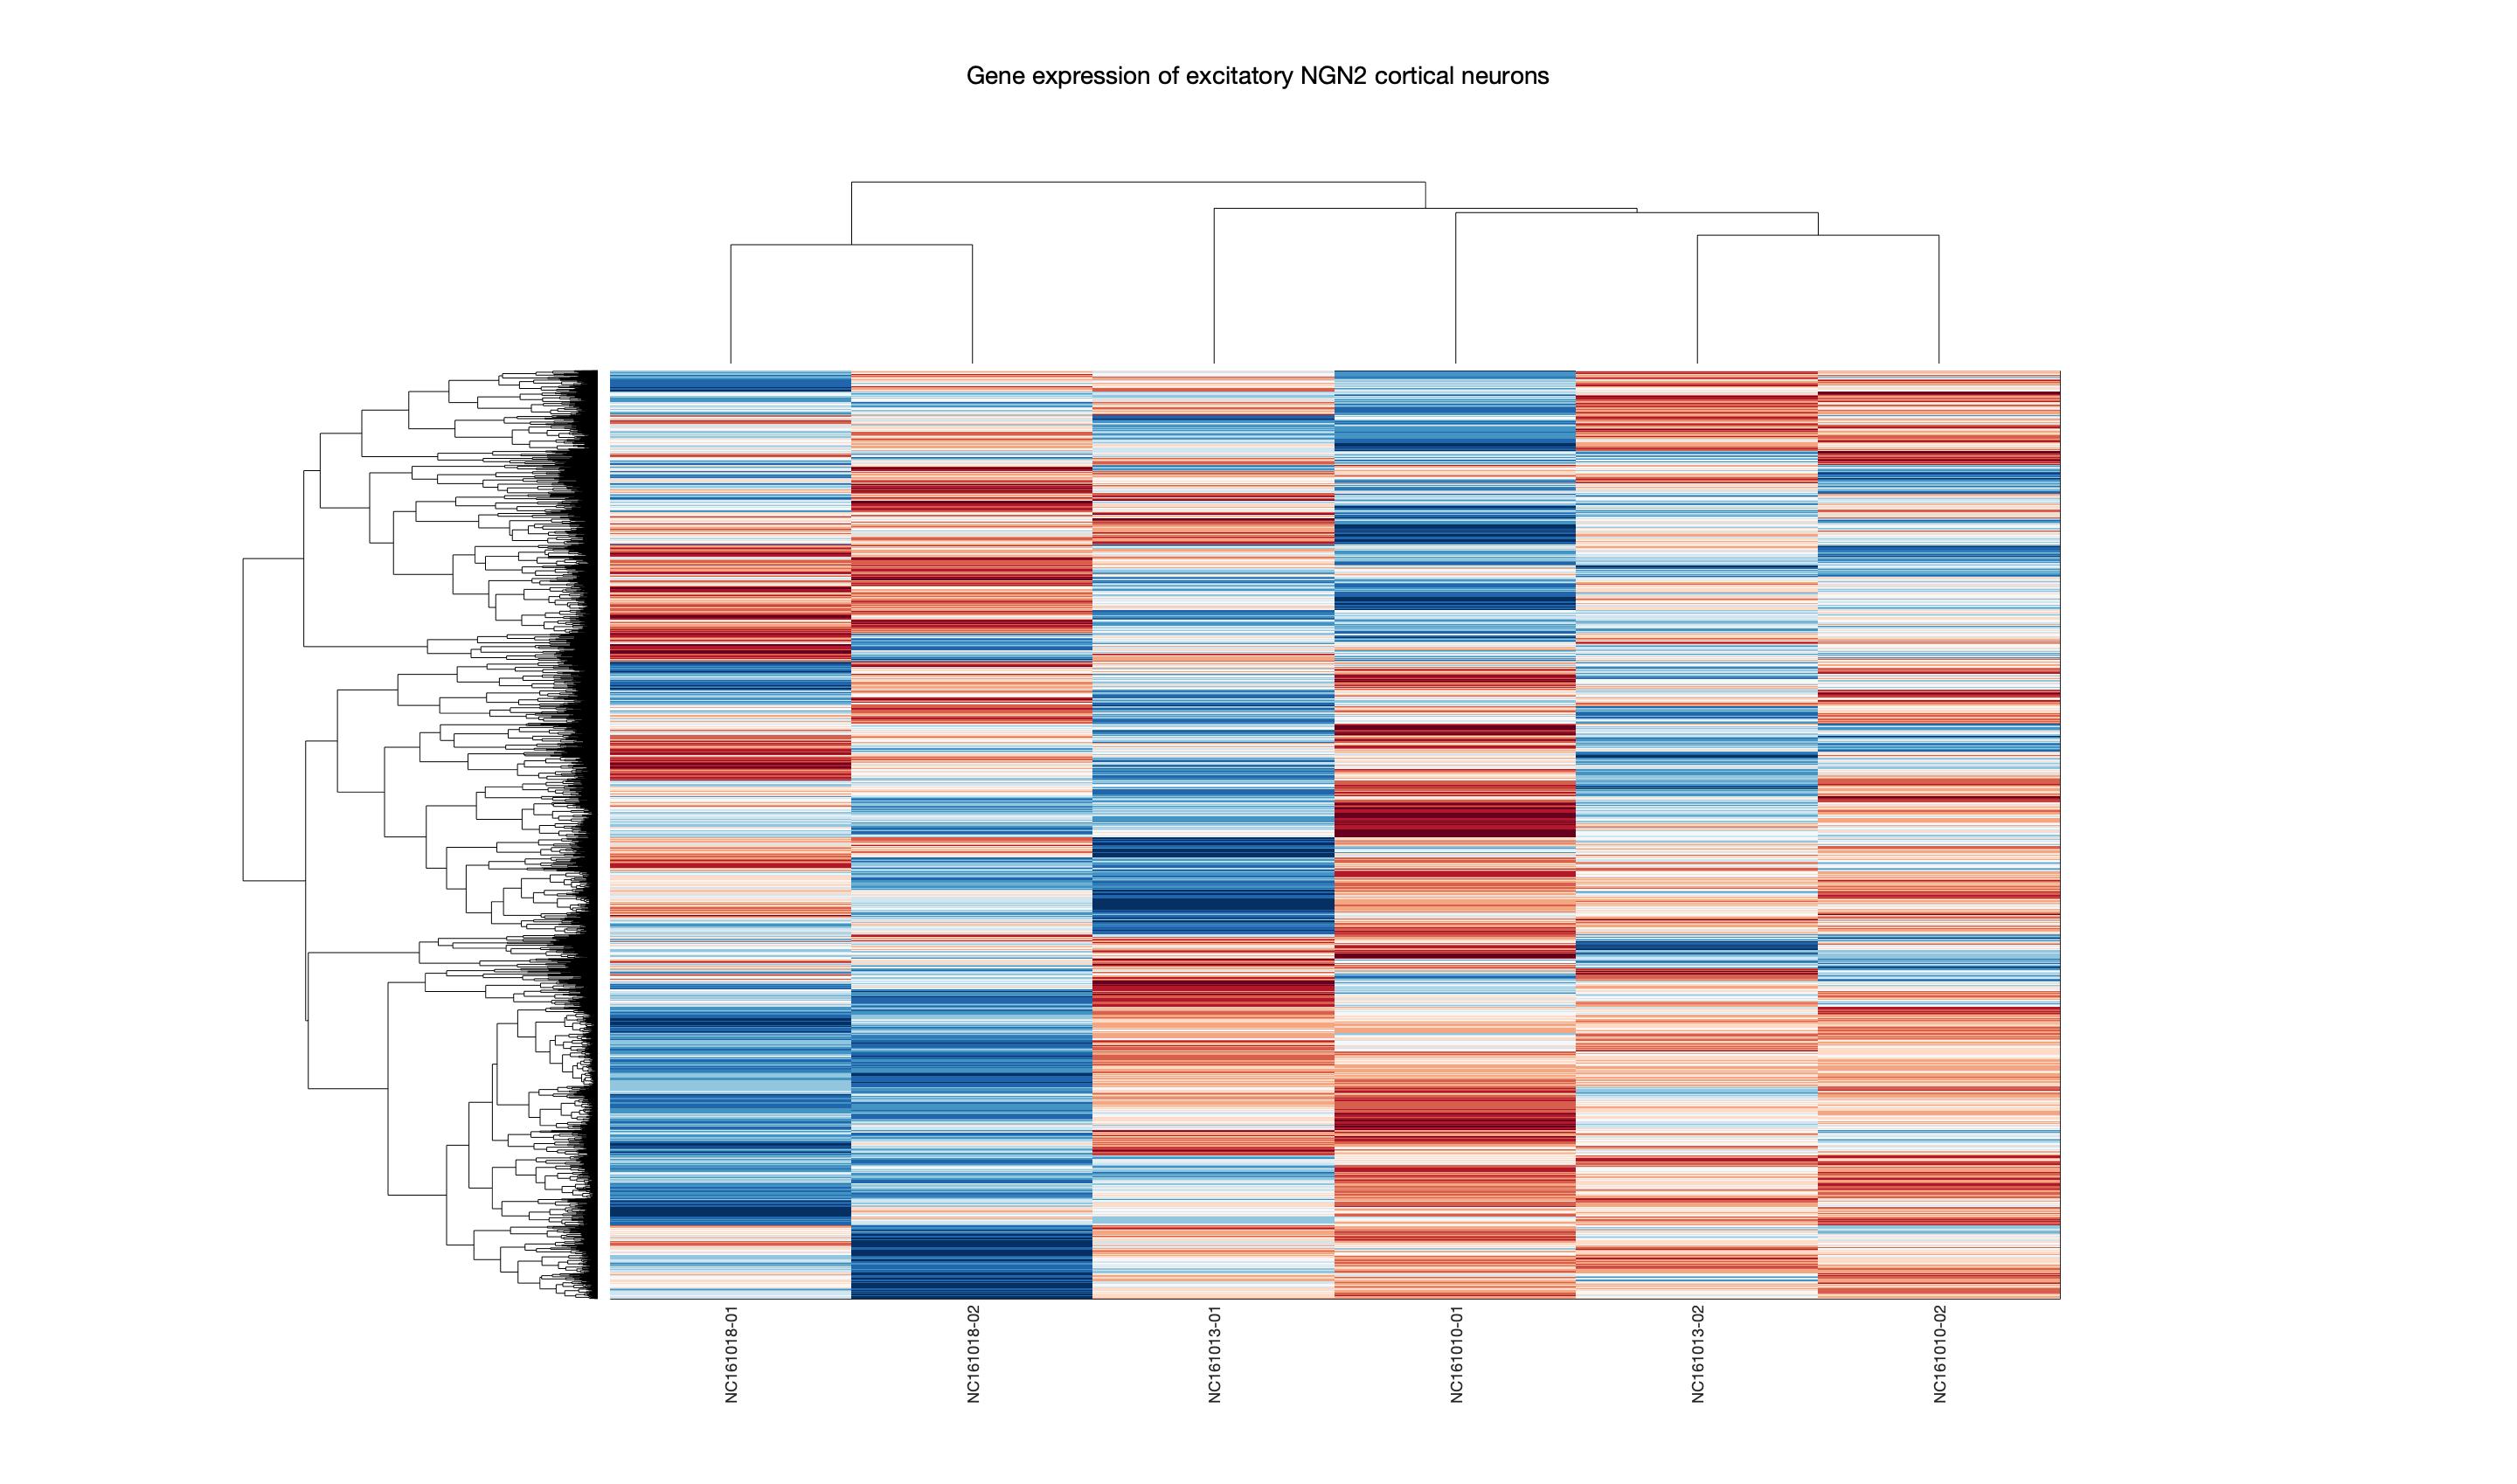 Gene expression of excitatory NGN2 cortical neurons
NC161018-01
NC161018-02
NC161013-01
NC161010-01
NC161013-02
NC161010-02